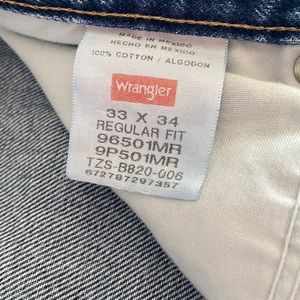 MADE IN MEXICO
HECHO EN MEXICO
100% COTTON / ALGODON
Wrangler
33 X 34
REGULAR FIT
96501MR
9P501MR
TZS-B820-006
672787297357